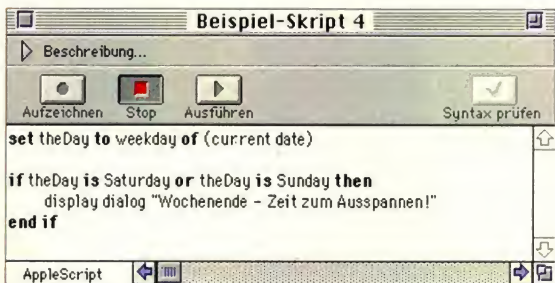 Beispiel-Skript 4
Beschreibung...
Aufzeichnen Stop Ausführen Syntax prüfen
set theDay to weekday of (current date)
if theDay is Saturday or theDay is Sunday then
display dialog "Wochenende - Zeit zum Ausspannen!"
end if
AppleScript